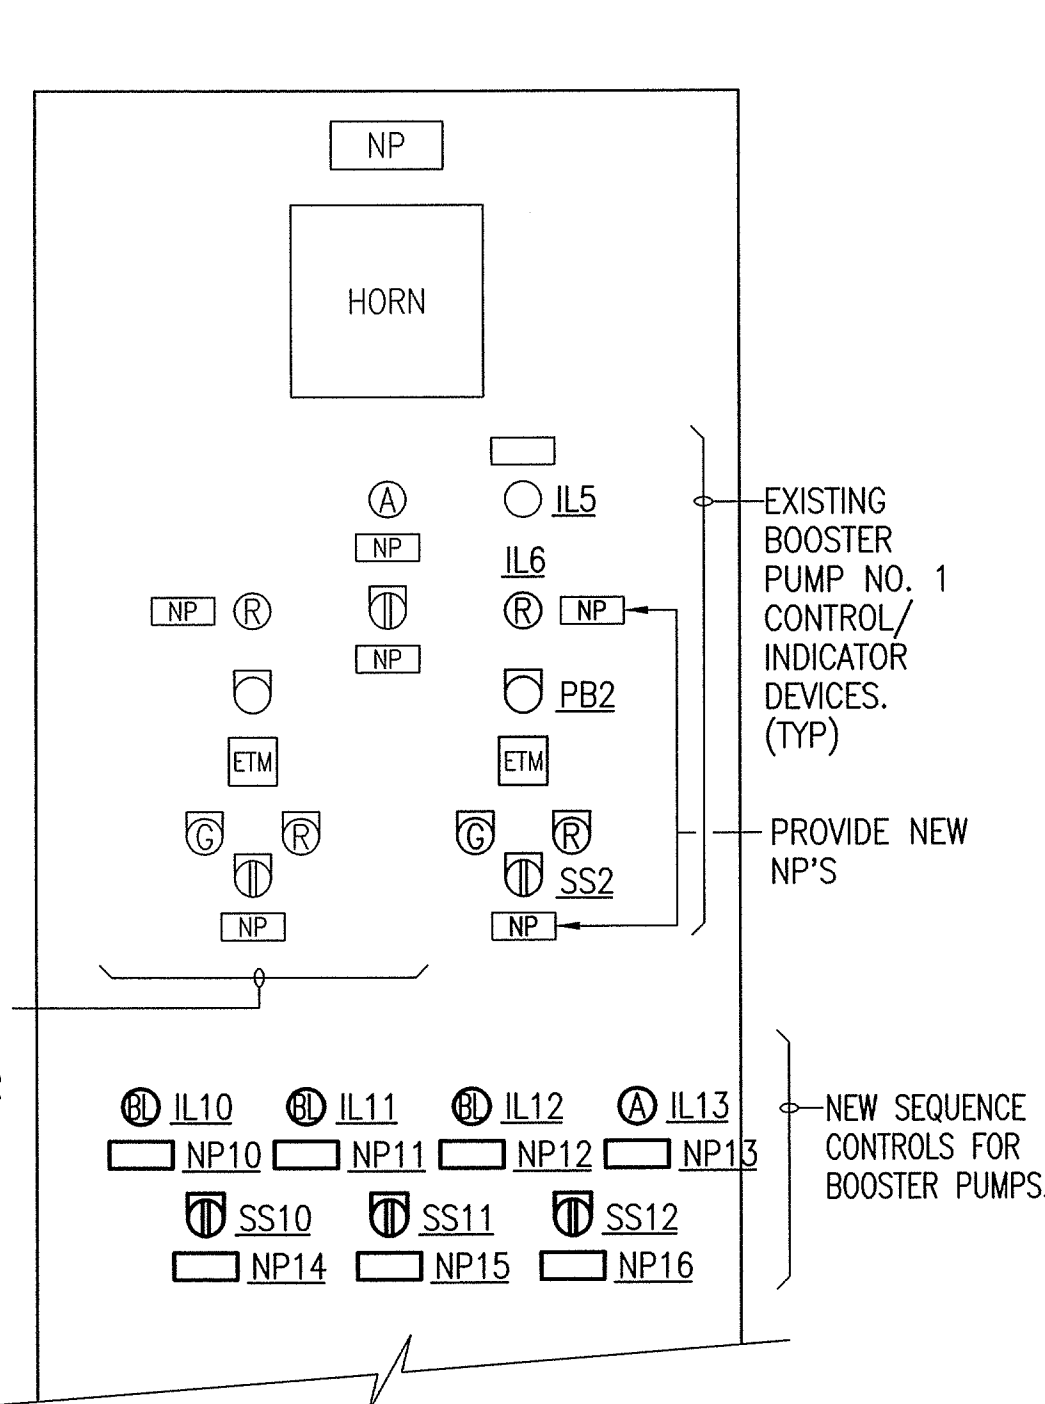 NP
HORN
A
IL5
NP
IL6
NP
R
R
NP
NP
PB2
ETM
ETM
G
R
G
R
SS2
NP
NP
EXISTING
BOOSTER
PUMP NO. 1
CONTROL/
INDICATOR
DEVICES.
(TYP)
PROVIDE NEW
NP'S
BL IL10
BL IL11
BL IL12
A IL13
NP10
NP11
NP12
NP13
SS10
SS11
SS12
NP14
NP15
NP16
NEW SEQUENCE
CONTROLS FOR
BOOSTER PUMPS.